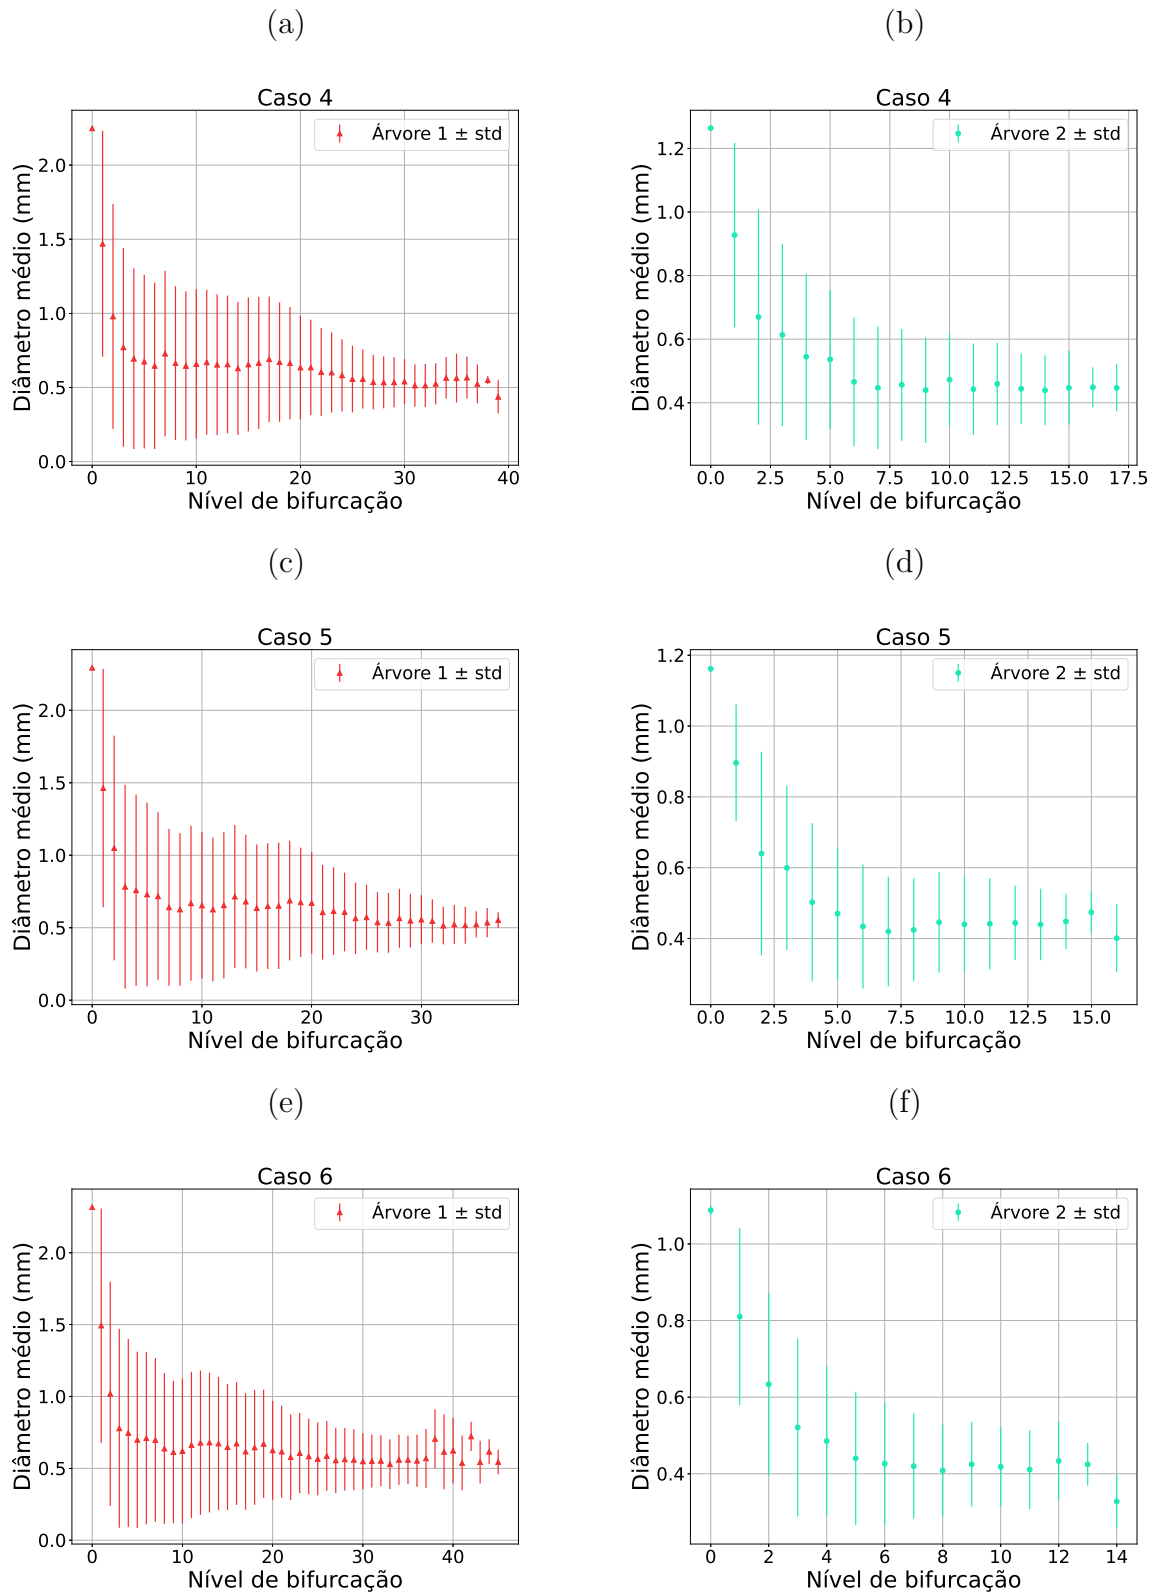 (a)
Caso 4
Árvore 1 ± std
Diâmetro médio (mm)
2.0
1.5
1.0
0.5
0.0
0 10 20 30 40
Nível de bifurcação
(b)
Caso 4
Árvore 2 ± std
Diâmetro médio (mm)
1.2
1.0
0.8
0.6
0.4
0.0 2.5 5.0 7.5 10.0 12.5 15.0 17.5
Nível de bifurcação
(c)
Caso 5
Árvore 1 ± std
Diâmetro médio (mm)
2.0
1.5
1.0
0.5
0.0
0 10 20 30
Nível de bifurcação
(d)
Caso 5
Árvore 2 ± std
Diâmetro médio (mm)
1.2
1.0
0.8
0.6
0.4
0.0 2.5 5.0 7.5 10.0 12.5 15.0
Nível de bifurcação
(e)
Caso 6
Árvore 1 ± std
Diâmetro médio (mm)
2.0
1.5
1.0
0.5
0.0
0 10 20 30 40
Nível de bifurcação
(f)
Caso 6
Árvore 2 ± std
Diâmetro médio (mm)
1.0
0.8
0.6
0.4
0 2 4 6 8 10 12 14
Nível de bifurcação